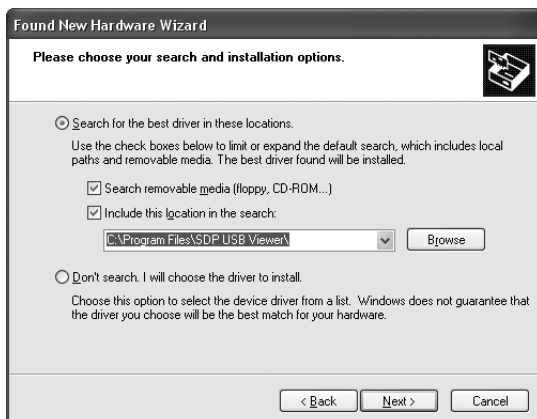 Found New Hardware Wizard
Please choose your search and installation options.
Search for the best driver in these locations.
Use the check boxes below to limit or expand the default search, which includes local
paths and removable media. The best driver found will be installed.
Search removable media (floppy, CD-ROM...)
Include this location in the search:
C:\Program Files\SDP USB Viewer\
Browse
Don't search. I will choose the driver to install.
Choose this option to select the device driver from a list. Windows does not guarantee that
the driver you choose will be the best match for your hardware.
< Back Next > Cancel